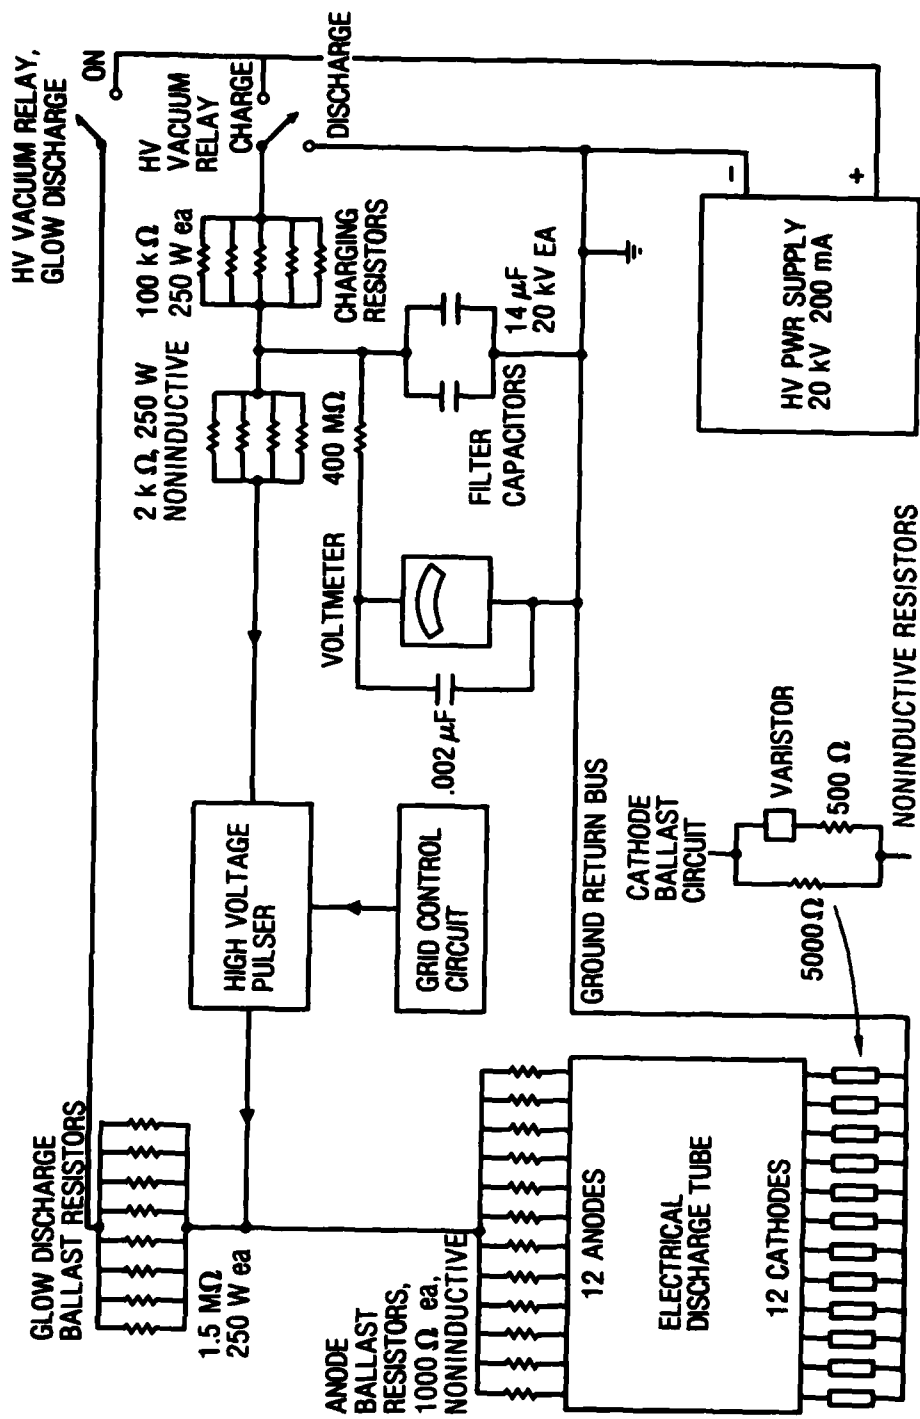 HV VACUUM RELAY,
GLOW DISCHARGE
ON
HV
VACUUM
RELAY
CHARGE
DISCHARGE
GLOW DISCHARGE
BALLAST RESISTORS
1.5 MΩ
250 W ea
2 kΩ, 250 W
NONINDUCTIVE
100 kΩ
250 W ea
CHARGING
RESISTORS
HIGH VOLTAGE
PULSER
GRID CONTROL
CIRCUIT
VOLTMETER
400 MΩ
.002 μF
FILTER
CAPACITORS
14 μF
20 kV EA
ANODE
BALLAST
RESISTORS,
1000 Ω ea,
NONINDUCTIVE
12 ANODES
ELECTRICAL
DISCHARGE TUBE
12 CATHODES
GROUND RETURN BUS
CATHODE
BALLAST
CIRCUIT
5000Ω
VARISTOR
500 Ω
NONINDUCTIVE RESISTORS
HV PWR SUPPLY
20 kV 200 mA
-
+